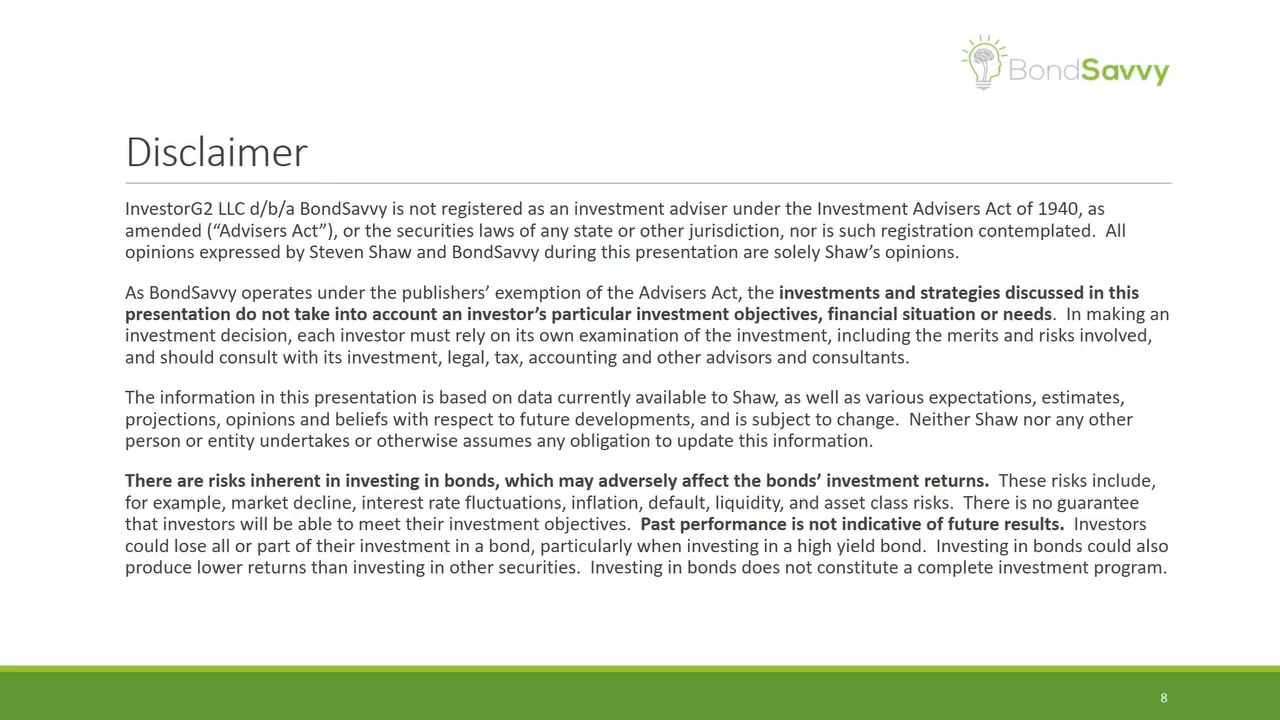 BondSavvy
Disclaimer
InvestorG2 LLC d/b/a BondSavvy is not registered as an investment adviser under the Investment Advisers Act of 1940, as
amended (“Advisers Act”), or the securities laws of any state or other jurisdiction, nor is such registration contemplated.  All
opinions expressed by Steven Shaw and BondSavvy during this presentation are solely Shaw’s opinions.
As BondSavvy operates under the publishers’ exemption of the Advisers Act, the investments and strategies discussed in this
presentation do not take into account an investor’s particular investment objectives, financial situation or needs.  In making an
investment decision, each investor must rely on its own examination of the investment, including the merits and risks involved,
and should consult with its investment, legal, tax, accounting and other advisors and consultants.
The information in this presentation is based on data currently available to Shaw, as well as various expectations, estimates,
projections, opinions and beliefs with respect to future developments, and is subject to change.  Neither Shaw nor any other
person or entity undertakes or otherwise assumes any obligation to update this information.
There are risks inherent in investing in bonds, which may adversely affect the bonds’ investment returns.  These risks include,
for example, market decline, interest rate fluctuations, inflation, default, liquidity, and asset class risks.  There is no guarantee
that investors will be able to meet their investment objectives.  Past performance is not indicative of future results.  Investors
could lose all or part of their investment in a bond, particularly when investing in a high yield bond.  Investing in bonds could also
produce lower returns than investing in other securities.  Investing in bonds does not constitute a complete investment program.
8